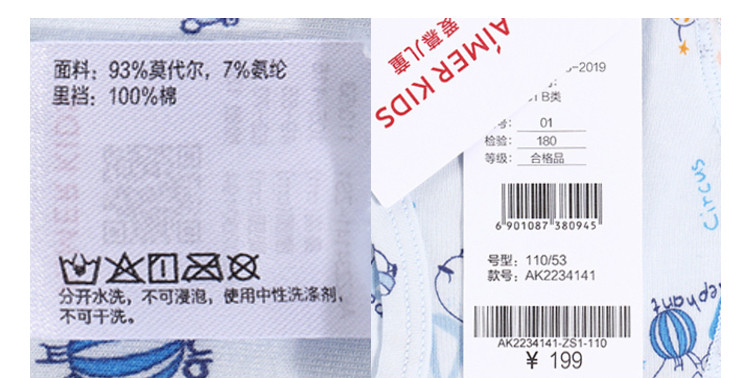 面料：93%莫代尔，7%氨纶
里裆：100%棉
分开水洗，不可浸泡，使用中性洗涤剂，
不可干洗。
AIMER KIDS
爱慕儿童
-2019
B类
号：01
检验：180
等级：合格品
6 901087 380945
号型：110/53
款号：AK2234141
AK2234141-ZS1-110
¥ 199
Circus
elephant